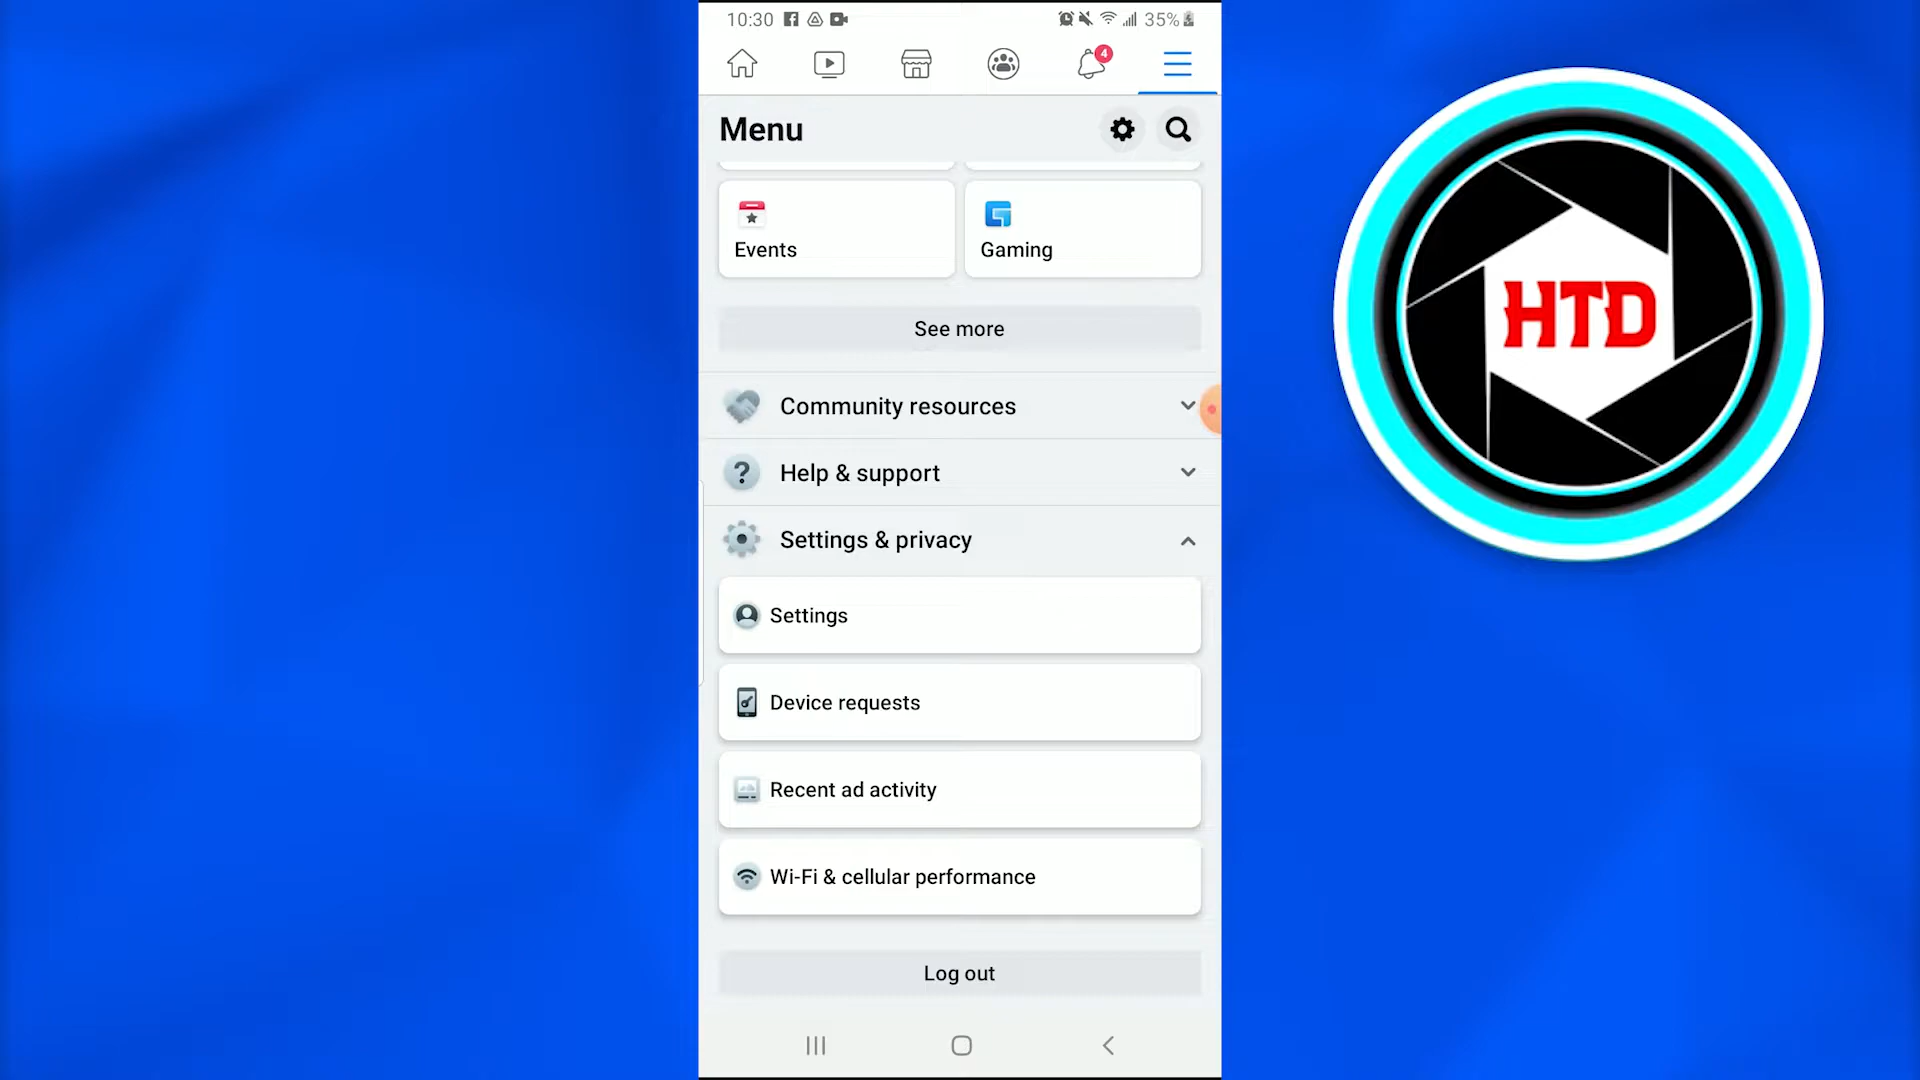 10:30
35%
4
Menu
Events
Gaming
See more
Community resources
Help & support
Settings & privacy
Settings
Device requests
Recent ad activity
Wi-Fi & cellular performance
Log out
HTD